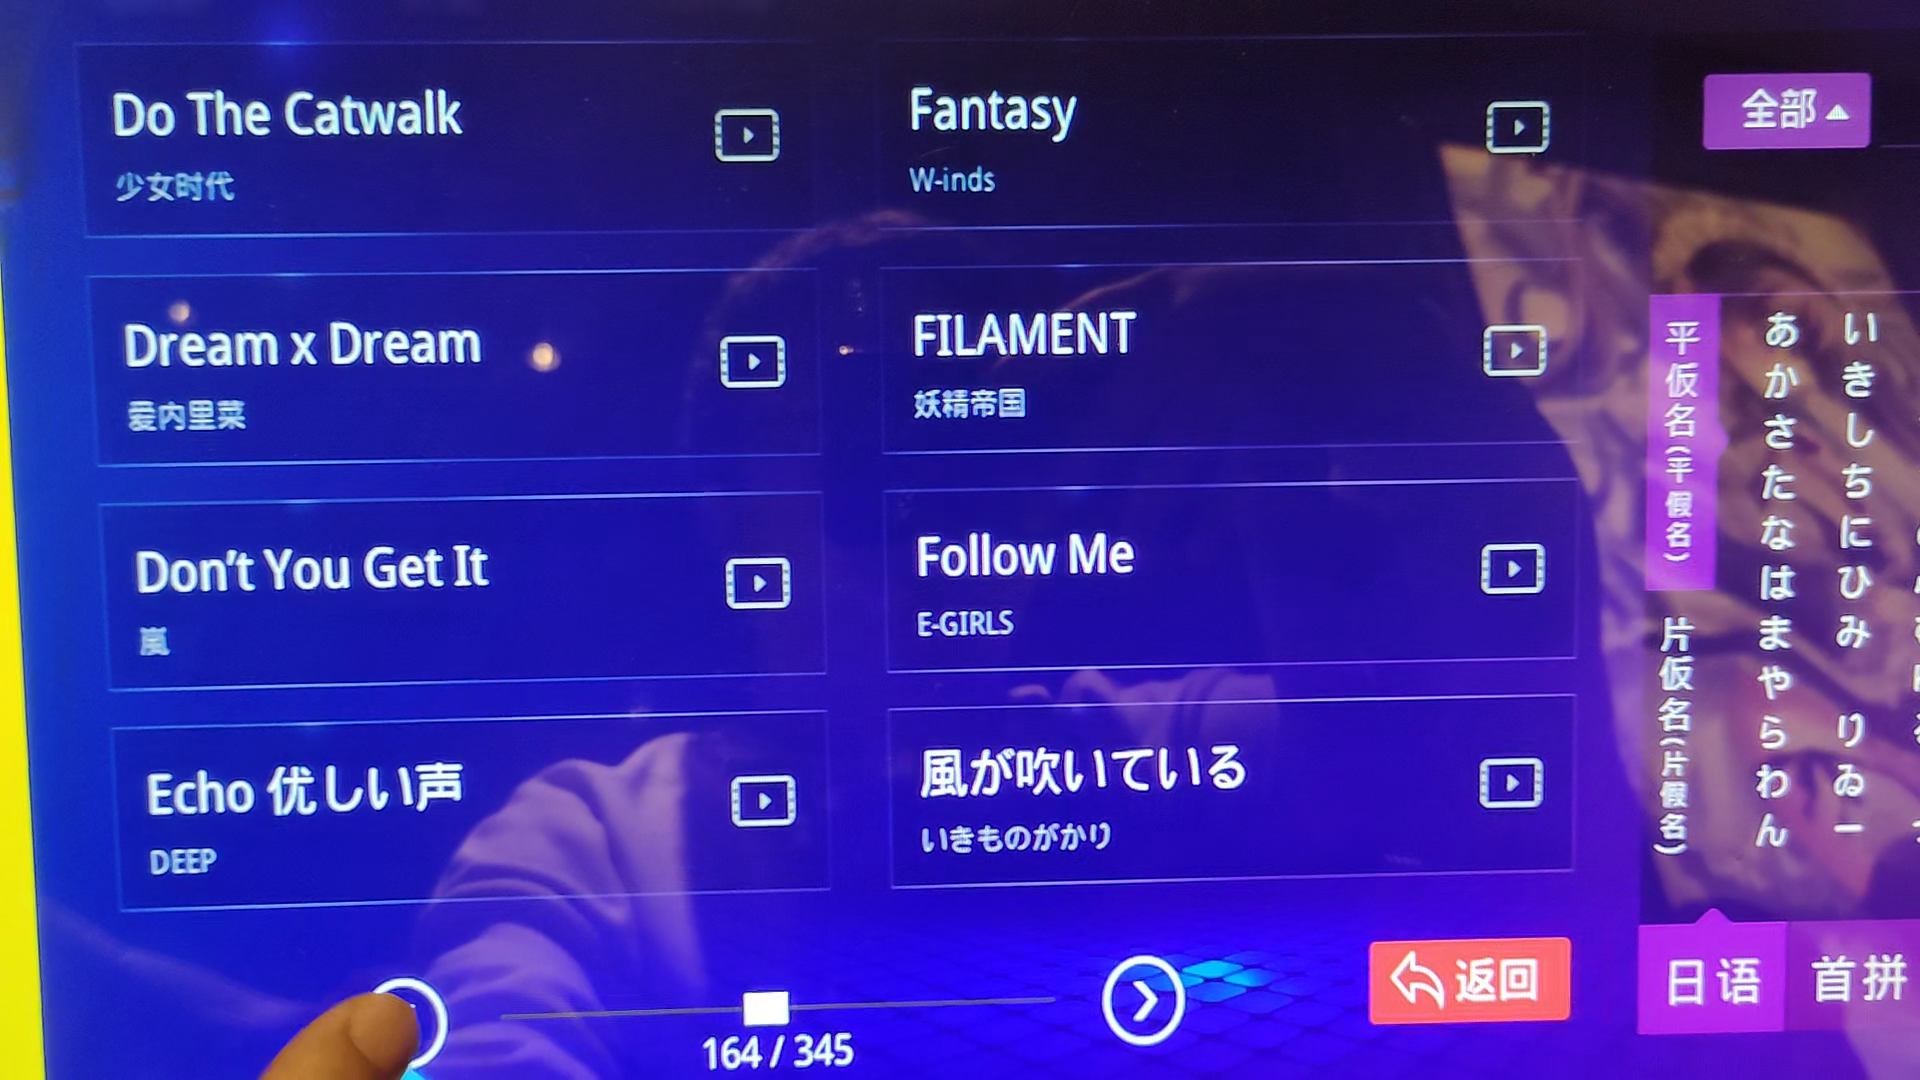 Do The Catwalk
少女时代
Fantasy
W-inds
Dream x Dream
爱内里菜
FILAMENT
妖精帝国
Don't You Get It
嵐
Follow Me
E-GIRLS
Echo 优しい声
DEEP
風が吹いている
いきものがかり
164 / 345
返回
全部
平仮名(平假名)
片仮名(片假名)
あかさたなはまやらわん
いきしちにひみ りゐー
日语
首拼